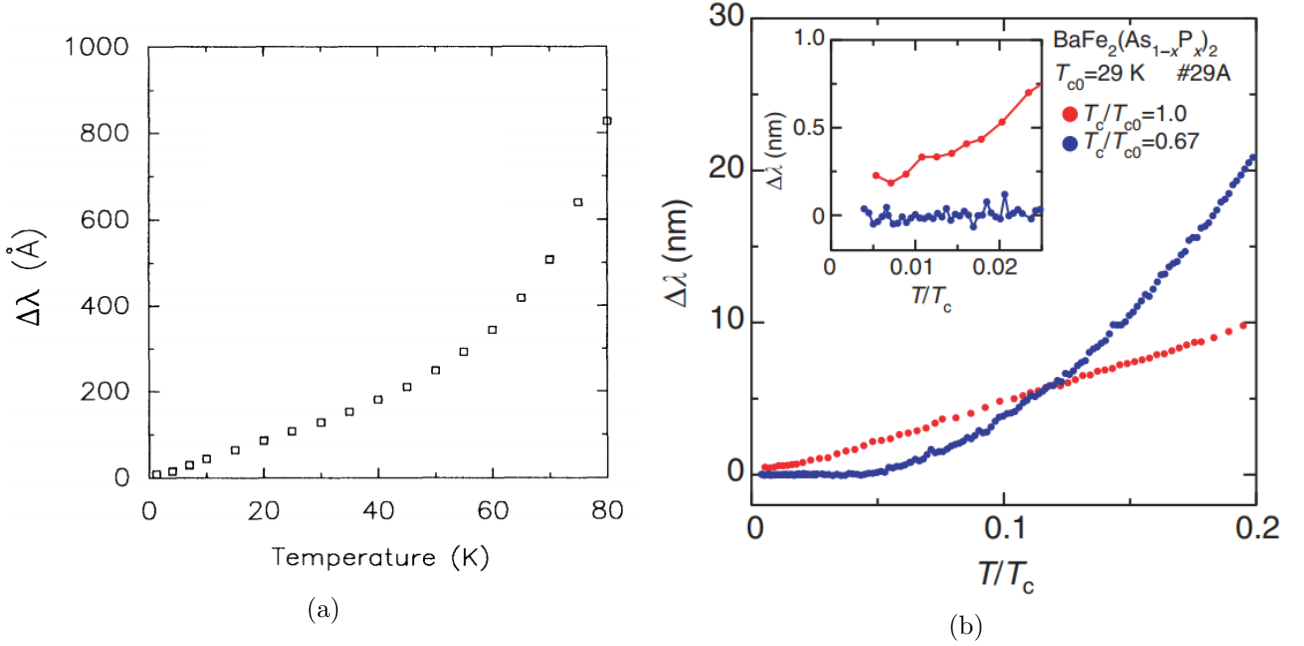 1000
800
600
400
200
0
Δλ (Å)
0 20 40 60 80
Temperature (K)
(a)
30
20
10
0
Δλ (nm)
0 0.1 0.2
T/Tc
1.0
0.5
0
Δλ (nm)
0 0.01 0.02
T/Tc
BaFe2(As1−xPx)2
Tc0=29 K #29A
Tc/Tc0=1.0
Tc/Tc0=0.67
(b)